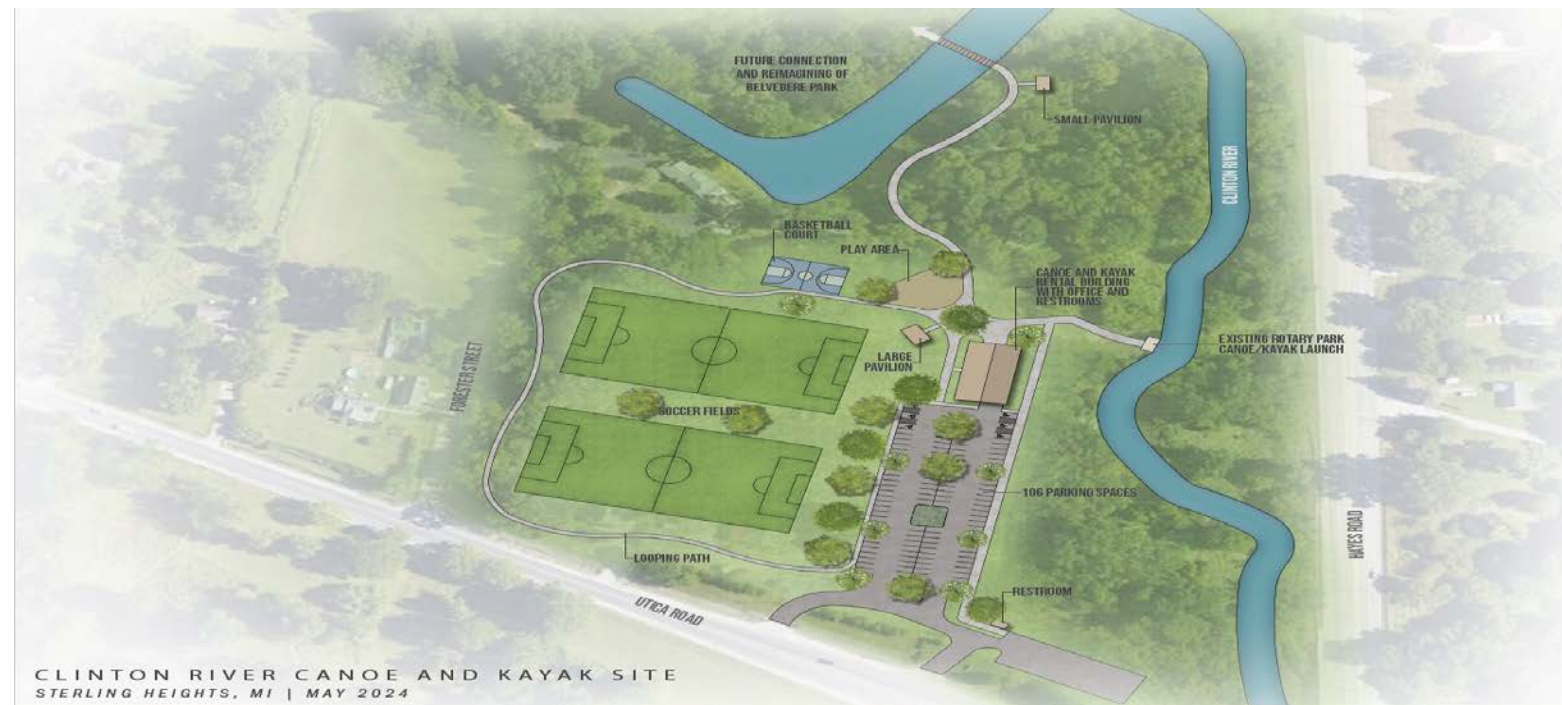 FUTURE CONNECTION
AND REIMAGINING OF
BELVEDERE PARK
SMALL PAVILION
CLINTON RIVER
BASKETBALL
COURT
PLAY AREA
CANOE AND KAYAK
RENTAL BUILDING
WITH OFFICE AND
RESTROOMS
EXISTING ROTARY PARK
CANOE/KAYAK LAUNCH
LARGE
PAVILION
FORESTER STREET
SOCCER FIELDS
106 PARKING SPACES
HAYES ROAD
LOOPING PATH
RESTROOM
UTICA ROAD
CLINTON RIVER CANOE AND KAYAK SITE
STERLING HEIGHTS, MI | MAY 2024